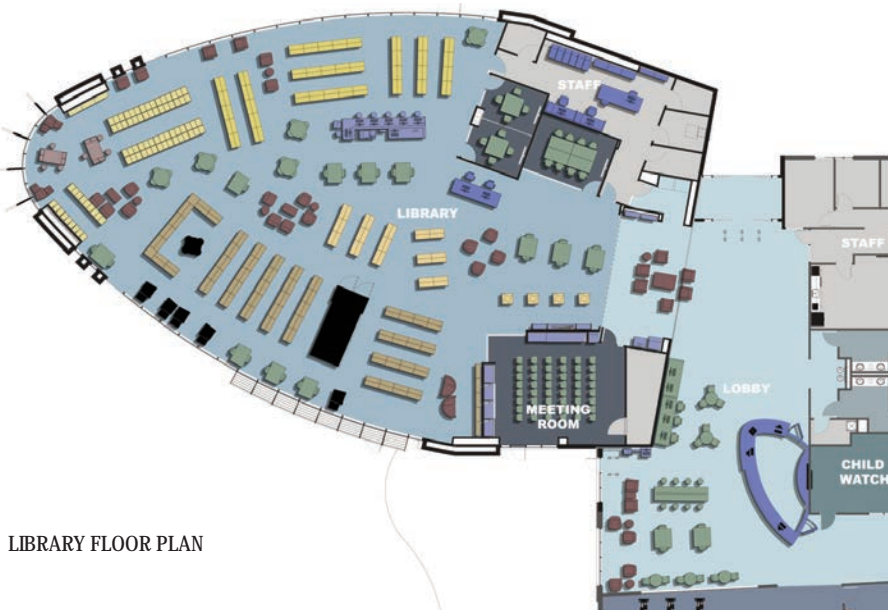 STAFF
LIBRARY
STAFF
LOBBY
MEETING
ROOM
CHILD
WATCH
LIBRARY FLOOR PLAN